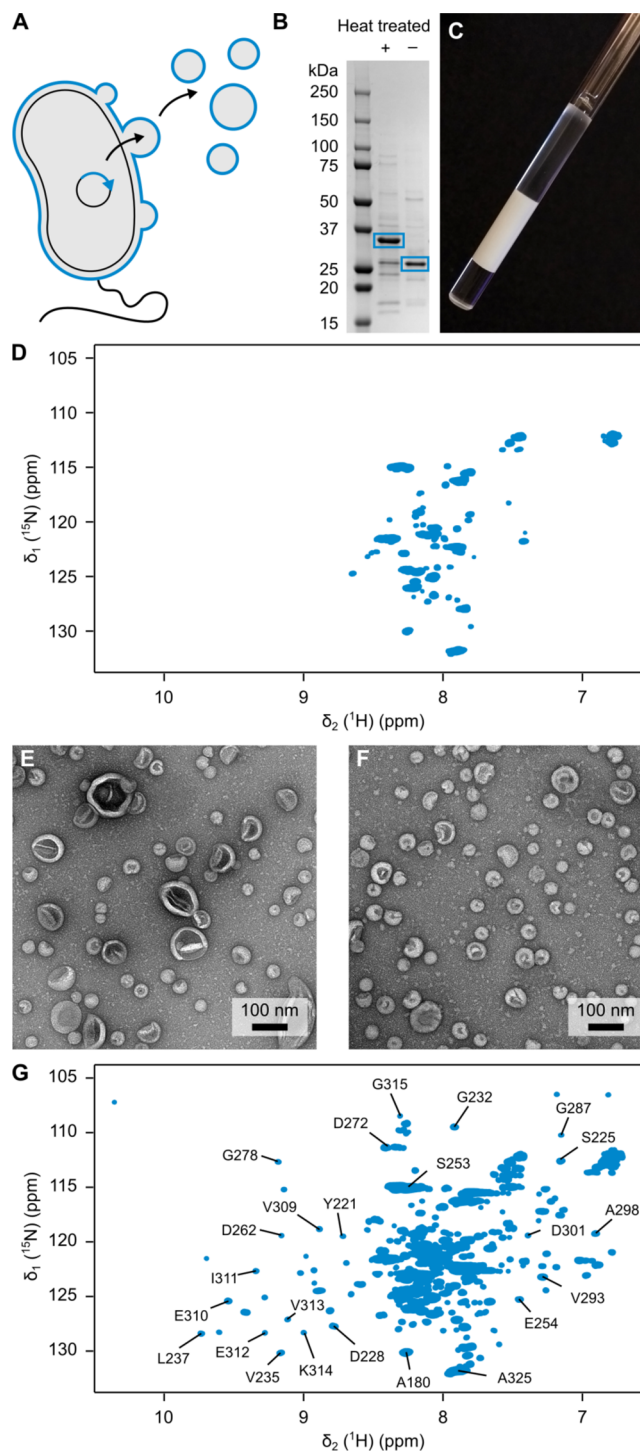 A
B
Heat treated
+ −
kDa
250
150
100
75
50
37
25
20
15
C
D
105
110
115
120
125
130
δ1 (15N) (ppm)
10 9 8 7
δ2 (1H) (ppm)
E
100 nm
F
100 nm
G
105
110
115
120
125
130
δ1 (15N) (ppm)
G315
G232
G287
D272
S225
G278
S253
V309
Y221
A298
D262
D301
I311
V293
V313
E310
E254
E312
L237
K314
D228
V235
A180
A325
10 9 8 7
δ2 (1H) (ppm)